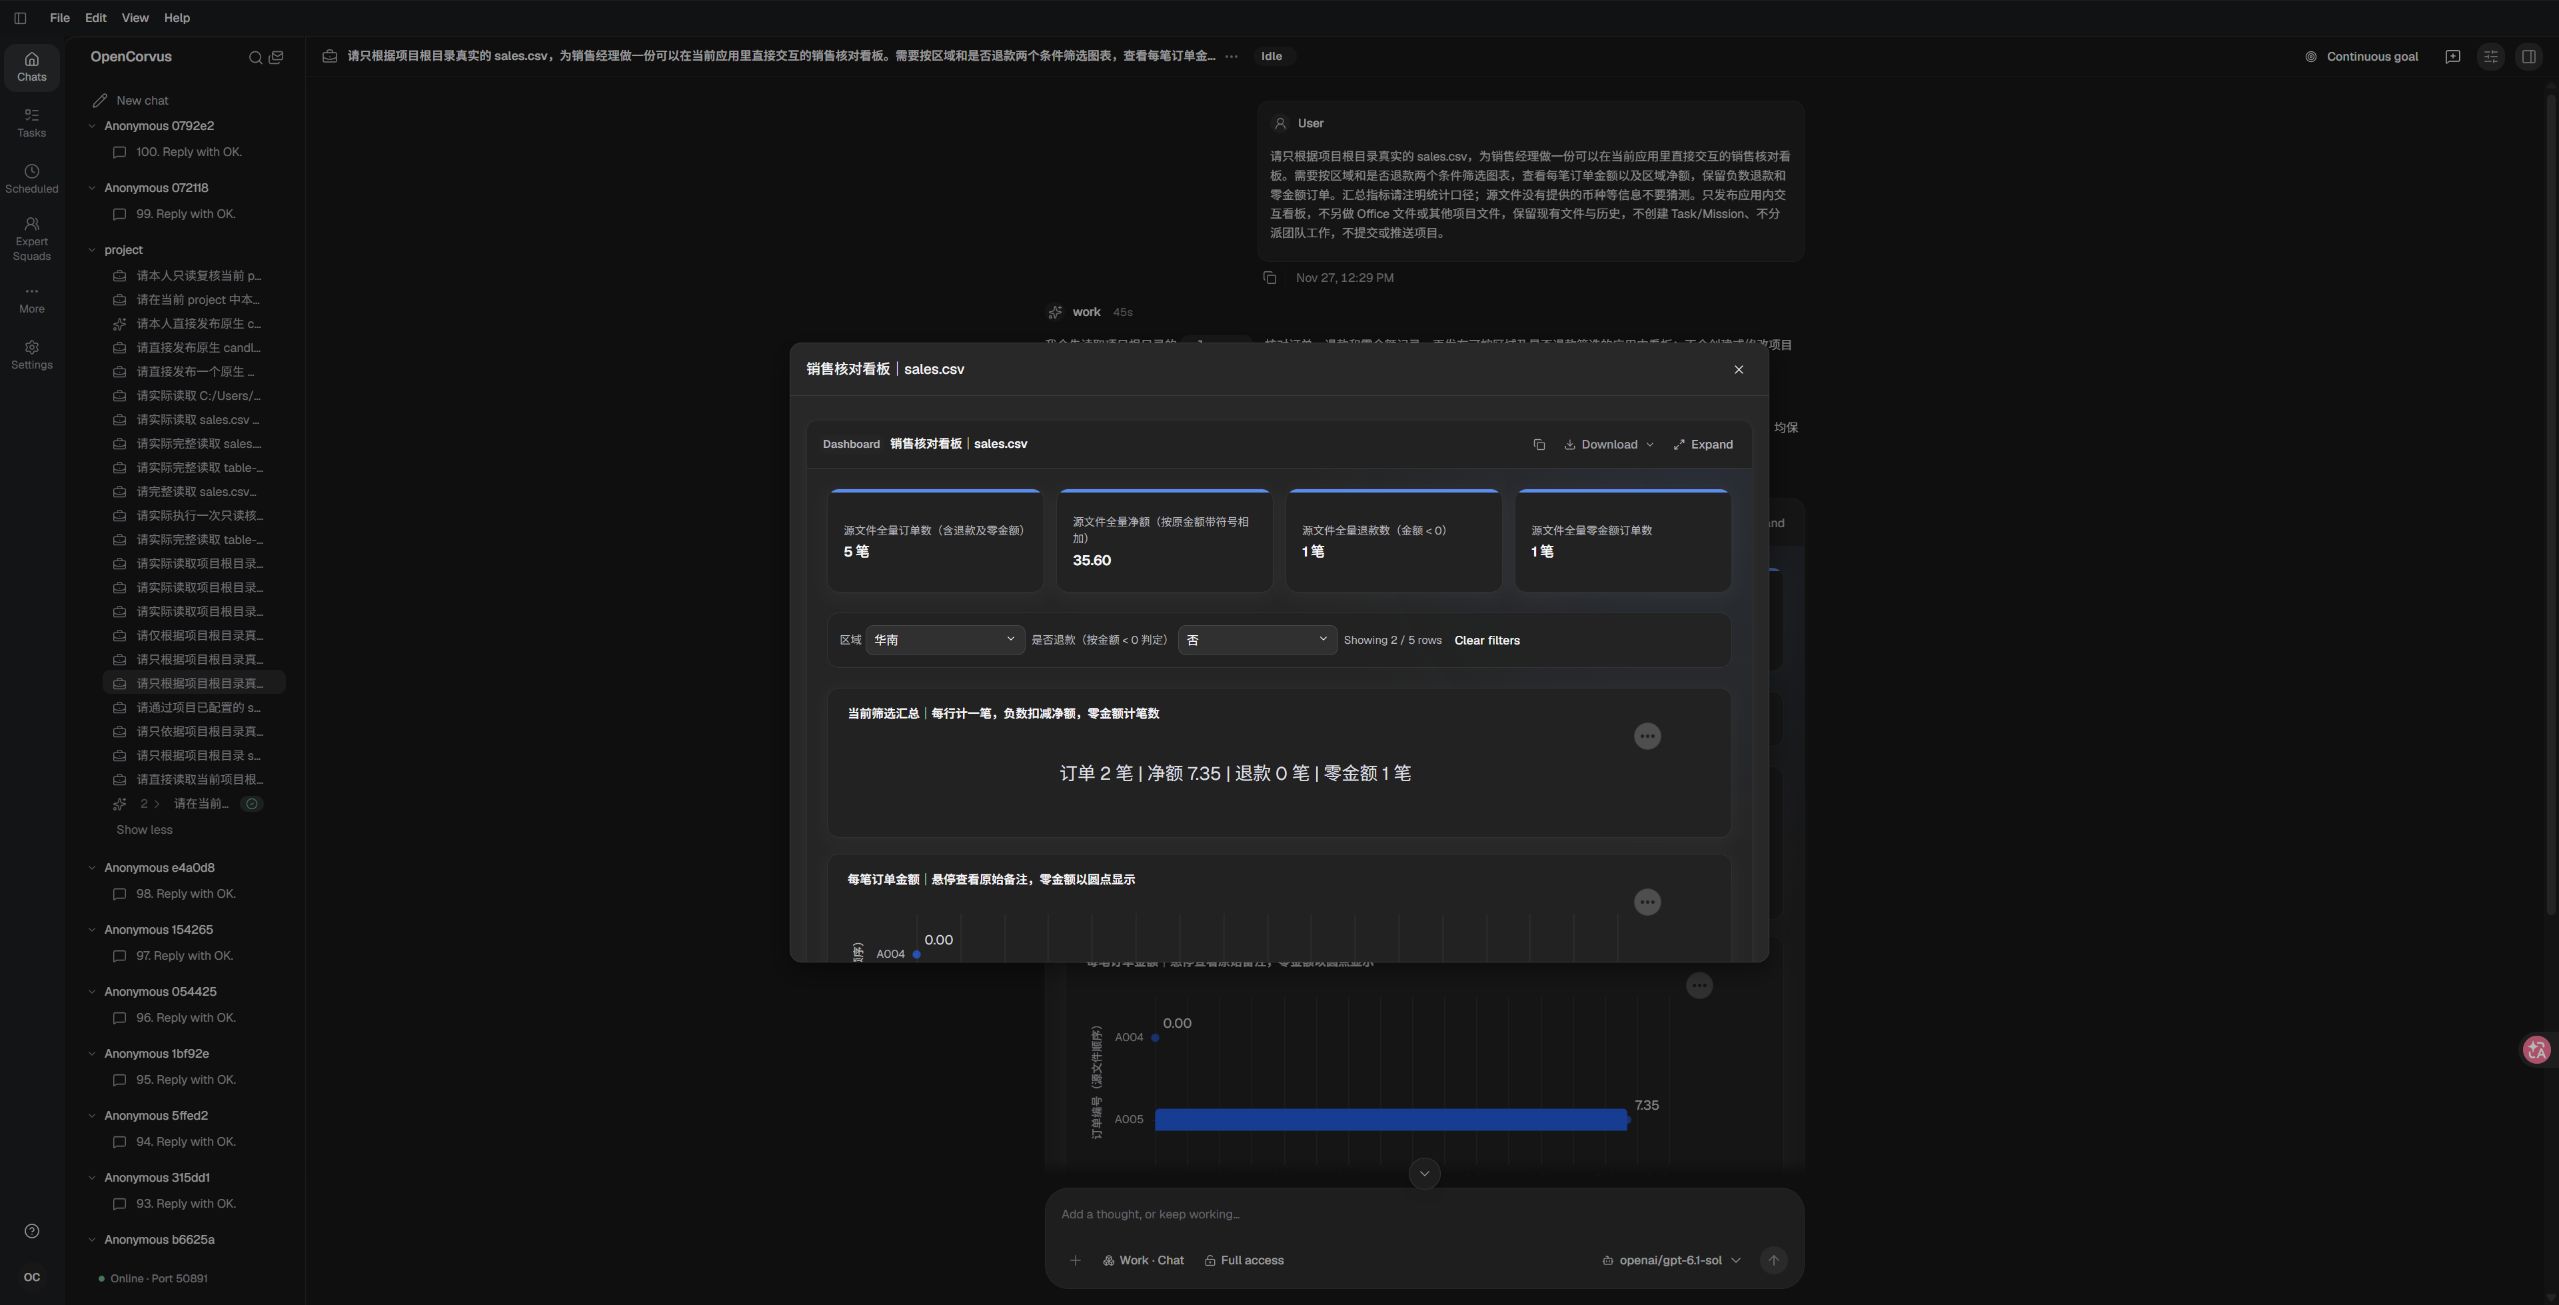 File Edit View Help
OpenCorvus
请只根据项目根目录真实的 sales.csv，为销售经理做一份可以在当前应用里直接交互的销售核对看板。需要按区域和是否退款两个条件筛选图表，查看每笔订单金...
Idle
Continuous goal
Chats
Tasks
Scheduled
Expert
Squads
More
Settings
OC
New chat
Anonymous 0792e2
100. Reply with OK.
Anonymous 072118
99. Reply with OK.
project
请本人只读复核当前 p...
请在当前 project 中本...
请本人直接发布原生 c...
请直接发布原生 candl...
请直接发布一个原生 ...
请实际读取 C:/Users/...
请实际读取 sales.csv ...
请实际完整读取 sales....
请实际完整读取 table-...
请完整读取 sales.csv...
请实际执行一次只读核...
请实际完整读取 table-...
请实际读取项目根目录...
请实际读取项目根目录...
请实际读取项目根目录...
请仅根据项目根目录真...
请只根据项目根目录真...
请只根据项目根目录真...
请通过项目已配置的 s...
请只依据项目根目录真...
请只根据项目根目录 s...
请直接读取当前项目根...
2 > 请在当前...
Show less
Anonymous e4a0d8
98. Reply with OK.
Anonymous 154265
97. Reply with OK.
Anonymous 054425
96. Reply with OK.
Anonymous 1bf92e
95. Reply with OK.
Anonymous 5ffed2
94. Reply with OK.
Anonymous 315dd1
93. Reply with OK.
Anonymous b6625a
Online · Port 50891
User
请只根据项目根目录真实的 sales.csv，为销售经理做一份可以在当前应用里直接交互的销售核对看
板。需要按区域和是否退款两个条件筛选图表，查看每笔订单金额以及区域净额，保留负数退款和
零金额订单。汇总指标请注明统计口径；源文件没有提供的币种等信息不要猜测。只发布应用内交
互看板，不另做 Office 文件或其他项目文件，保留现有文件与历史，不创建 Task/Mission、不分
派团队工作，不提交或推送项目。
Nov 27, 12:29 PM
work 45s
均保
销售核对看板｜sales.csv
Dashboard 销售核对看板｜sales.csv
Download Expand
源文件全量订单数（含退款及零金额）
5 笔
源文件全量净额（按原金额带符号相
加）
35.60
源文件全量退款数（金额 < 0）
1 笔
源文件全量零金额订单数
1 笔
区域 华南 是否退款（按金额 < 0 判定） 否 Showing 2 / 5 rows Clear filters
当前筛选汇总｜每行计一笔，负数扣减净额，零金额计笔数
订单 2 笔 | 净额 7.35 | 退款 0 笔 | 零金额 1 笔
每笔订单金额｜悬停查看原始备注，零金额以圆点显示
0.00
A004
订单编号（源文件顺序）
0.00
A004
7.35
A005
Add a thought, or keep working...
Work · Chat
Full access
openai/gpt-6.1-sol